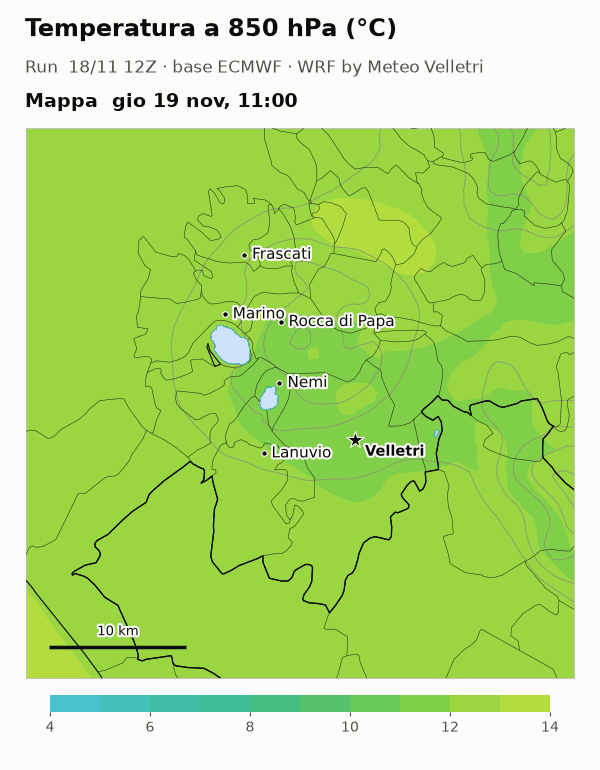 Temperatura a 850 hPa (°C)
Run 18/11 12Z · base ECMWF · WRF by Meteo Velletri
Mappa gio 19 nov, 11:00
Frascati
Marino
Rocca di Papa
Nemi
Velletri
Lanuvio
10 km
4 6 8 10 12 14